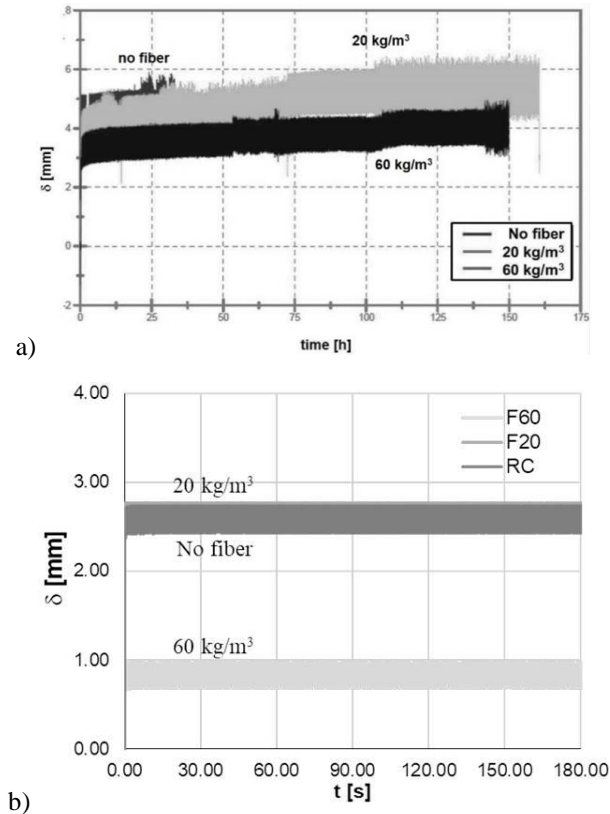 .8
6
4
2
0
-2
δ [mm]
no fiber
20 kg/m³
60 kg/m³
No fiber
20 kg/m³
60 kg/m³
0 25 50 75 100 125 150 175
time [h]
a)
4.00
3.00
2.00
1.00
0.00
δ [mm]
F60
F20
RC
20 kg/m³
No fiber
60 kg/m³
0.00 30.00 60.00 90.00 120.00 150.00 180.00
t [s]
b)